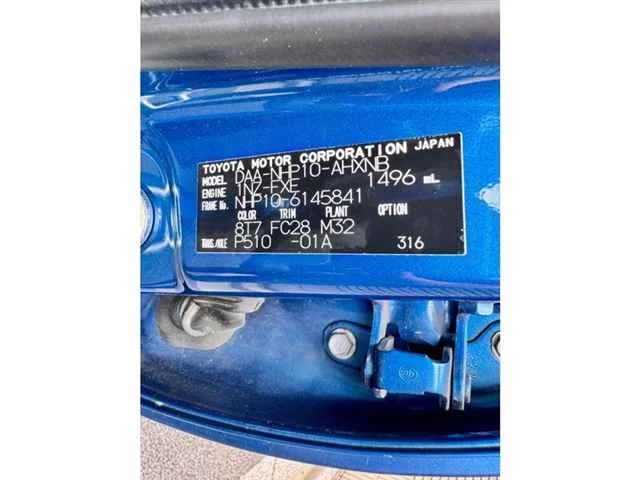 TOYOTA MOTOR CORPORATION JAPAN
MODEL DAA-NHP10-AHXNB
ENGINE 1NZ-FXE 1496 mL
FRAME No. NHP10-6145841
COLOR TRIM PLANT OPTION
8T7 FC28 M32
TRANS./AXLE P510 -01A 316